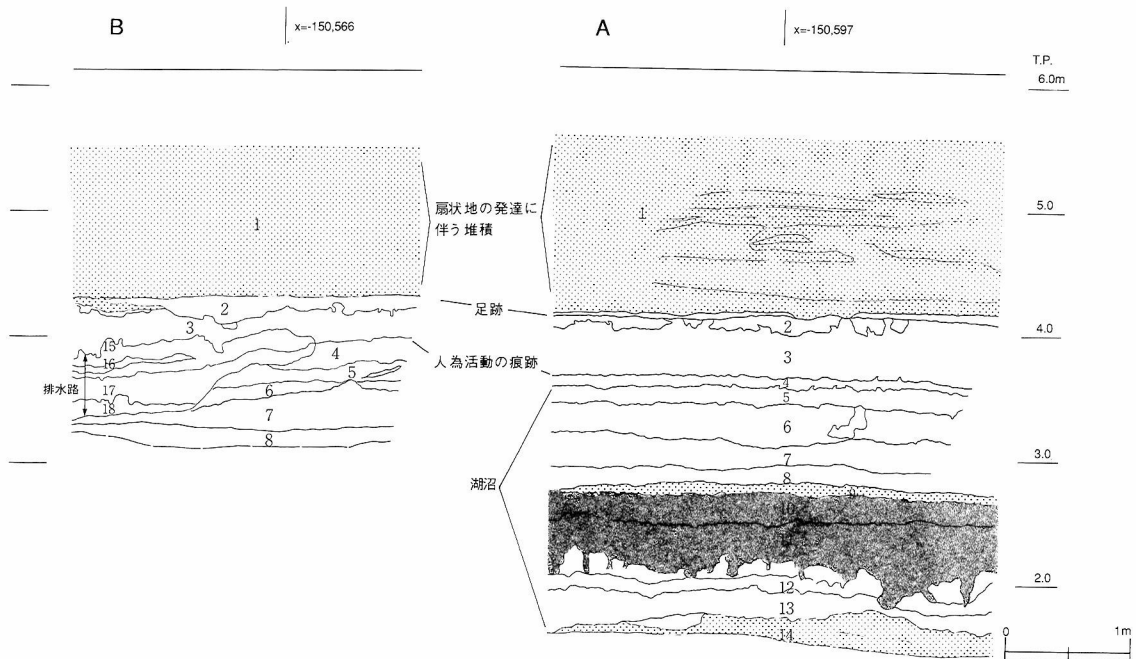 B
x=-150,566
A
x=-150,597
T.P.
6.0m
5.0
4.0
3.0
2.0
扇状地の発達に
伴う堆積
足跡
人為活動の痕跡
湖沼
排水路
1
2
3
15
16
17
18
4
5
6
7
8
1
2
3
4
5
6
7
8
9
10
12
13
14
0
1m